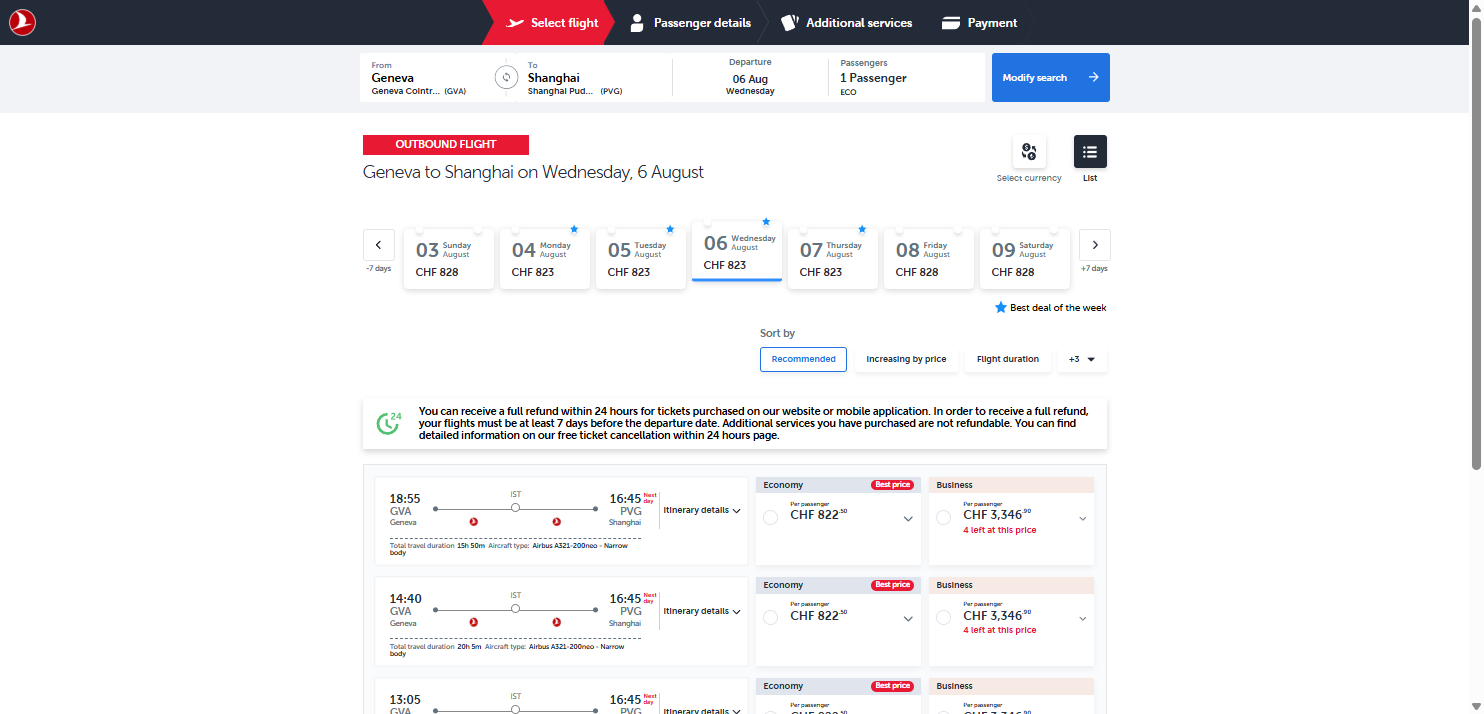 Select flight
Passenger details
Additional services
Payment
From
Geneva
Geneva Cointr... (GVA)
To
Shanghai
Shanghai Pud... (PVG)
Departure
06 Aug
Wednesday
Passengers
1 Passenger
ECO
Modify search
OUTBOUND FLIGHT
Geneva to Shanghai on Wednesday, 6 August
Select currency
List
-7 days
03 Sunday August
CHF 828
04 Monday August
CHF 823
05 Tuesday August
CHF 823
06 Wednesday August
CHF 823
07 Thursday August
CHF 823
08 Friday August
CHF 828
09 Saturday August
CHF 828
+7 days
Best deal of the week
Sort by
Recommended
Increasing by price
Flight duration
+3
24
You can receive a full refund within 24 hours for tickets purchased on our website or mobile application. In order to receive a full refund,
your flights must be at least 7 days before the departure date. Additional services you have purchased are not refundable. You can find
detailed information on our free ticket cancellation within 24 hours page.
18:55
GVA
Geneva
IST
16:45 Next day
PVG
Shanghai
Itinerary details
Total travel duration 15h 50m Aircraft type: Airbus A321-200neo - Narrow
body
Economy
Best price
Per passenger
CHF 822.50
Business
Per passenger
CHF 3,346.90
4 left at this price
14:40
GVA
Geneva
IST
16:45 Next day
PVG
Shanghai
Itinerary details
Total travel duration 20h 5m Aircraft type: Airbus A321-200neo - Narrow
body
Economy
Best price
Per passenger
CHF 822.50
Business
Per passenger
CHF 3,346.90
4 left at this price
13:05
GVA
IST
16:45 Next day
PVG
Itinerary details
Economy
Best price
Per passenger
CHF 822.50
Business
Per passenger
CHF 3,346.90